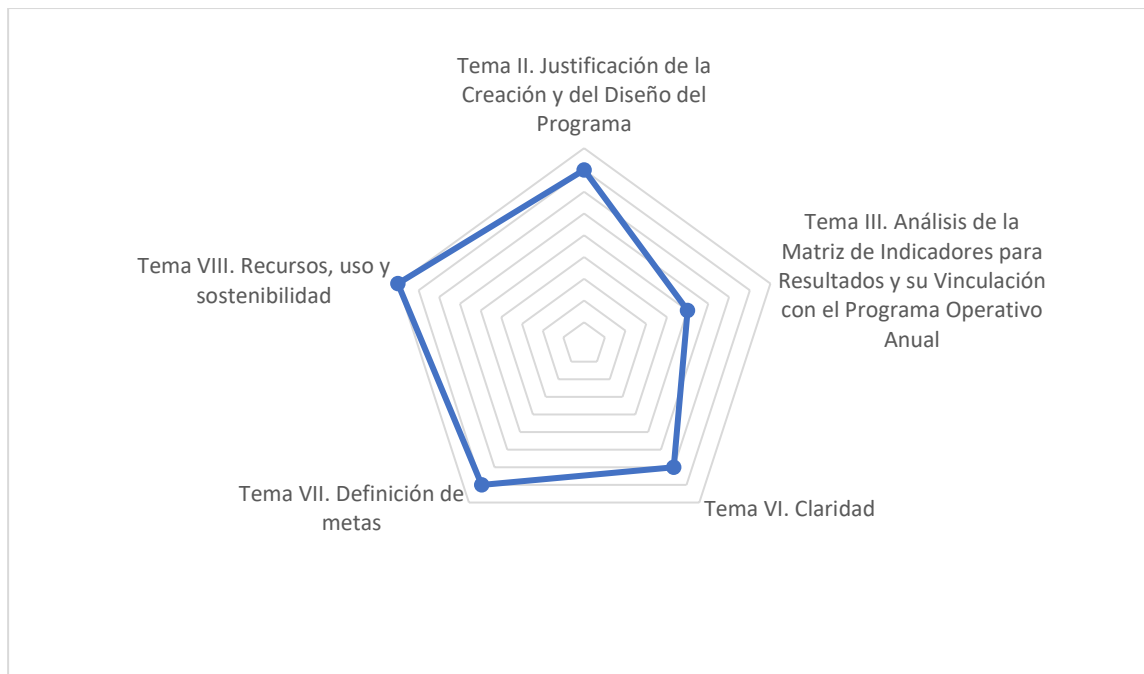 Tema II. Justificación de la
Creación y del Diseño del
Programa
Tema III. Análisis de la
Matriz de Indicadores para
Resultados y su Vinculación
con el Programa Operativo
Anual
Tema VI. Claridad
Tema VII. Definición de
metas
Tema VIII. Recursos, uso y
sostenibilidad